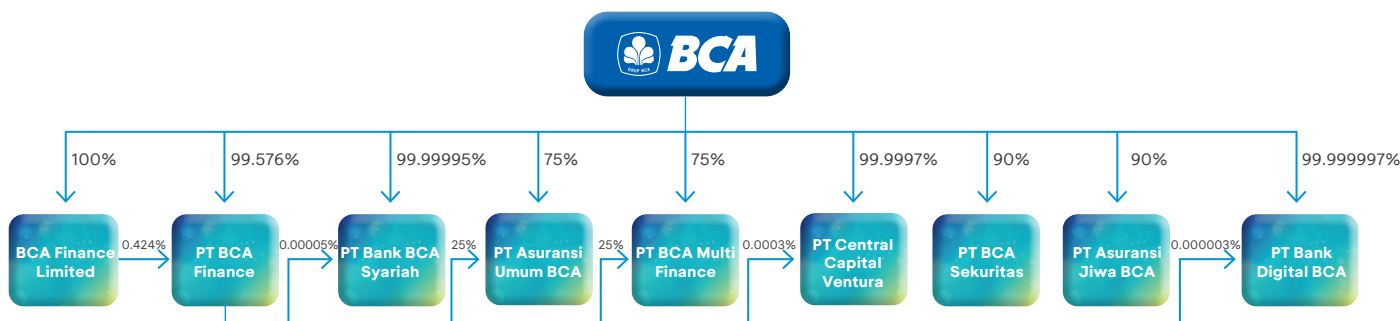 GRUP BCA
BCA
100%
99.576%
99.99995%
75%
75%
99.9997%
90%
90%
99.999997%
BCA Finance
Limited
0.424%
PT BCA
Finance
0.00005%
PT Bank BCA
Syariah
25%
PT Asuransi
Umum BCA
25%
PT BCA Multi
Finance
0.0003%
PT Central
Capital
Ventura
PT BCA
Sekuritas
PT Asuransi
Jiwa BCA
0.000003%
PT Bank
Digital BCA